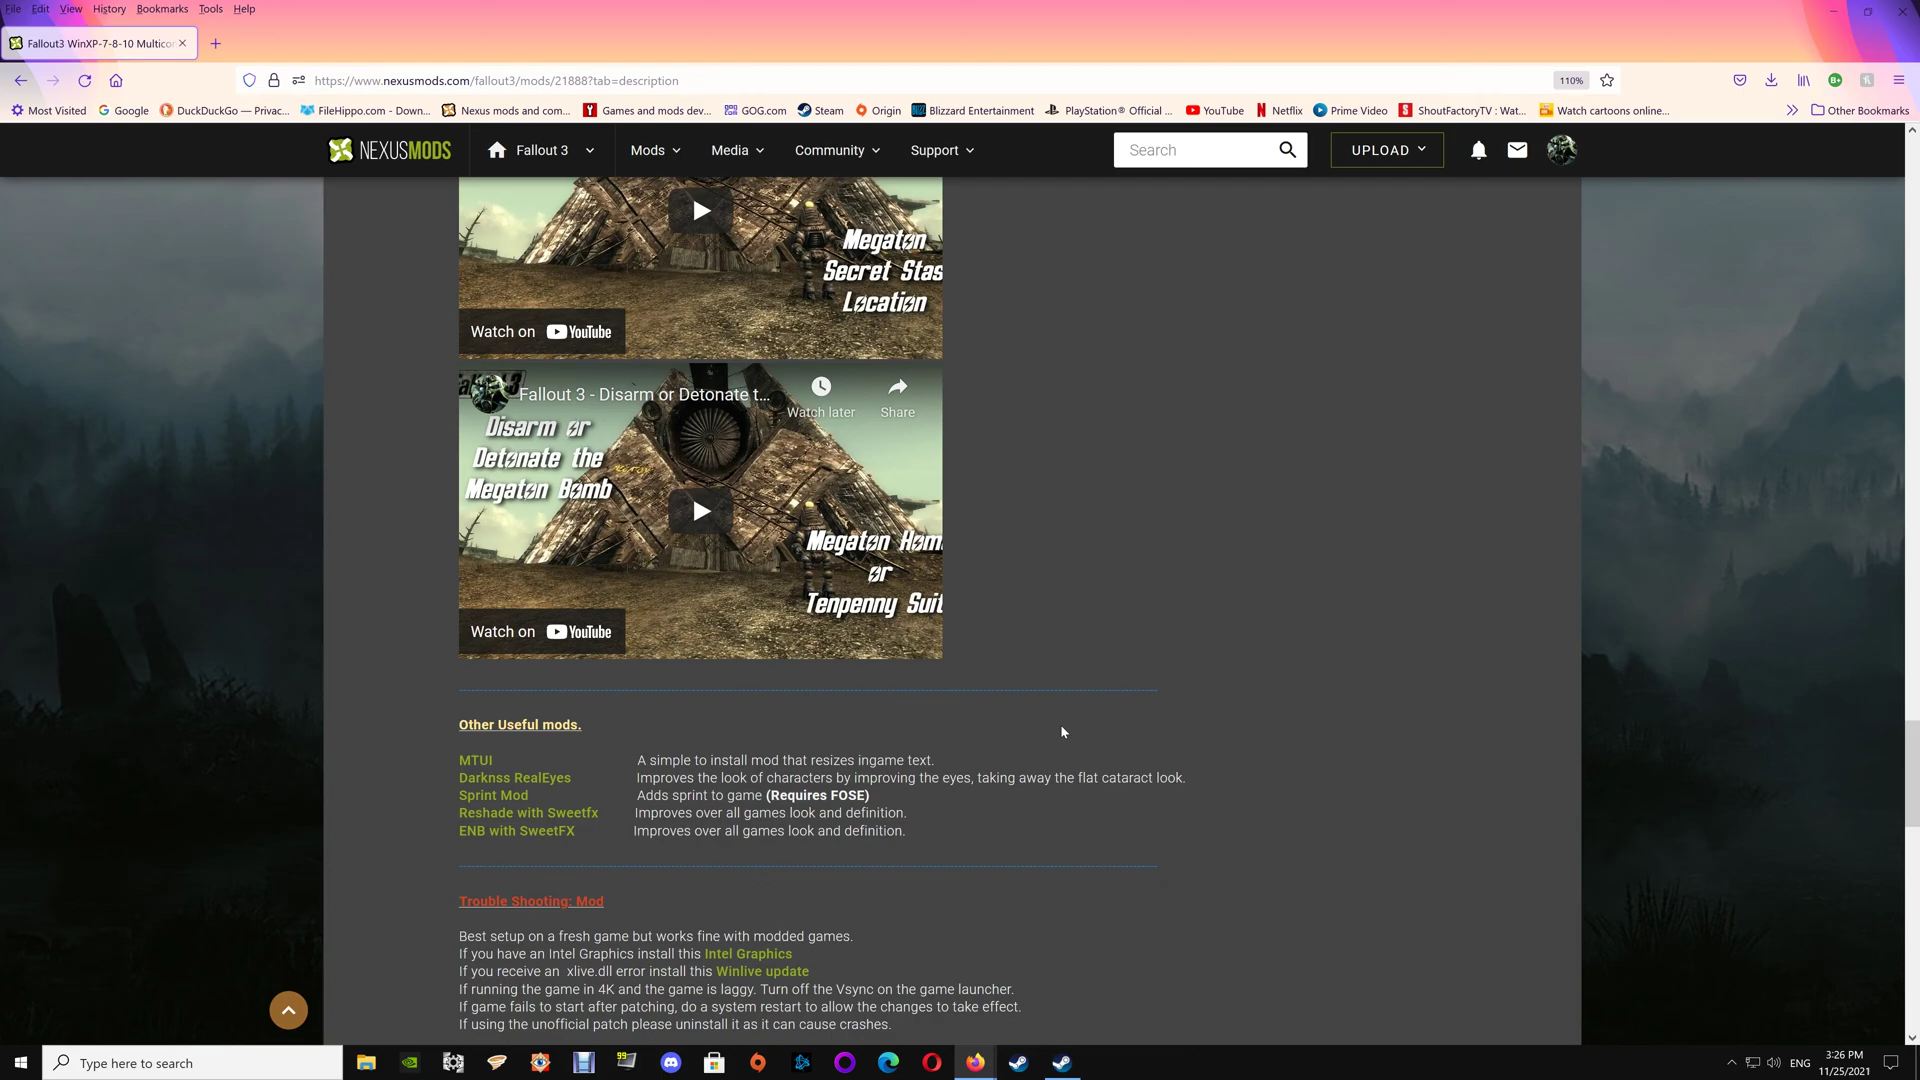 File Edit View History Bookmarks Tools Help
Fallout3 WinXP-7-8-10 Multico
https://www.nexusmods.com/fallout3/mods/21888?tab=description
110%
Most Visited Google DuckDuckGo — Privac... FileHippo.com - Down... Nexus mods and com... Games and mods dev... GOG.com Steam Origin Blizzard Entertainment PlayStation® Official ... YouTube Netflix Prime Video ShoutFactoryTV : Wat... Watch cartoons online... Other Bookmarks
NEXUSMODS Fallout 3 Mods Media Community Support Search UPLOAD
Megaton
Secret Stas
Location
Watch on YouTube
Fallout 3 - Disarm or Detonate t...
Watch later Share
Disarm or
Detonate the
Megaton Bomb
Megaton Hom
or
Tenpenny Suit
Watch on YouTube
Other Useful mods.
MTUI A simple to install mod that resizes ingame text.
Darknss RealEyes Improves the look of characters by improving the eyes, taking away the flat cataract look.
Sprint Mod Adds sprint to game (Requires FOSE)
Reshade with Sweetfx Improves over all games look and definition.
ENB with SweetFX Improves over all games look and definition.
Trouble Shooting: Mod
Best setup on a fresh game but works fine with modded games.
If you have an Intel Graphics install this Intel Graphics
If you receive an xlive.dll error install this Winlive update
If running the game in 4K and the game is laggy. Turn off the Vsync on the game launcher.
If game fails to start after patching, do a system restart to allow the changes to take effect.
If using the unofficial patch please uninstall it as it can cause crashes.
Type here to search
99
ENG
3:26 PM
11/25/2021